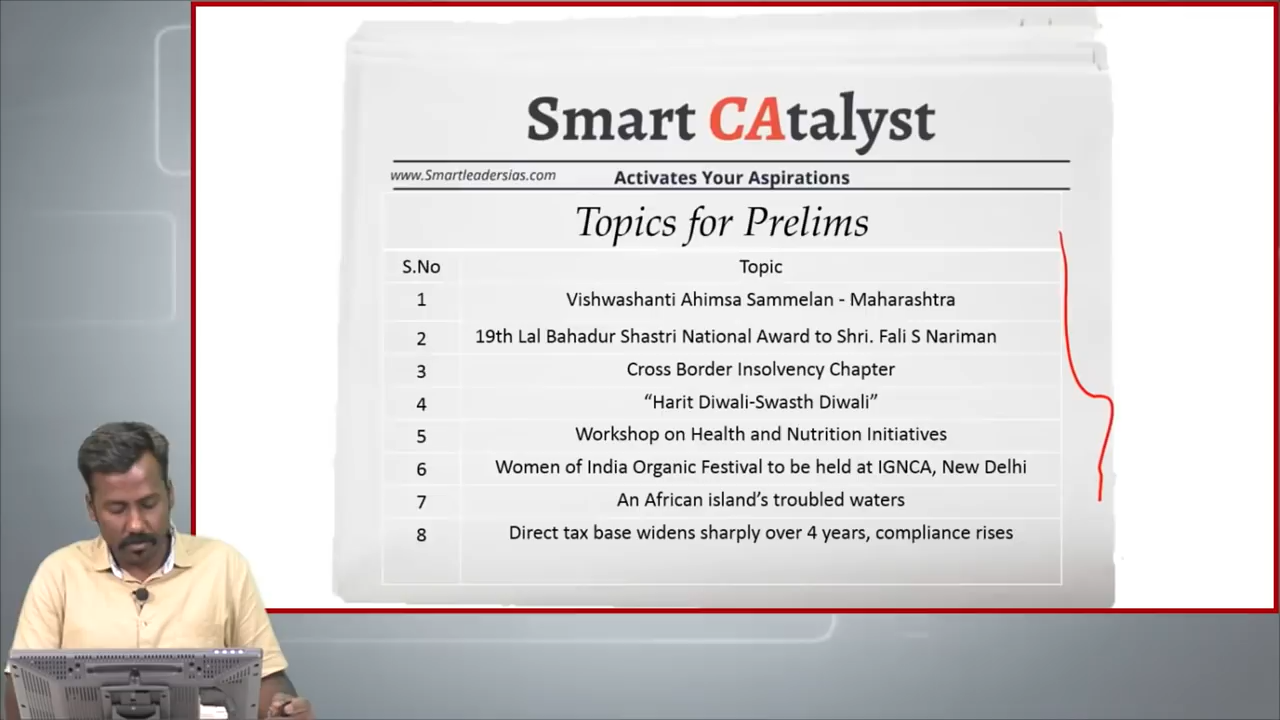 Smart CAtalyst
www.Smartleadersias.com Activates Your Aspirations
Topics for Prelims
S.No Topic
1 Vishwashanti Ahimsa Sammelan - Maharashtra
2 19th Lal Bahadur Shastri National Award to Shri. Fali S Nariman
3 Cross Border Insolvency Chapter
4 “Harit Diwali-Swasth Diwali”
5 Workshop on Health and Nutrition Initiatives
6 Women of India Organic Festival to be held at IGNCA, New Delhi
7 An African island’s troubled waters
8 Direct tax base widens sharply over 4 years, compliance rises